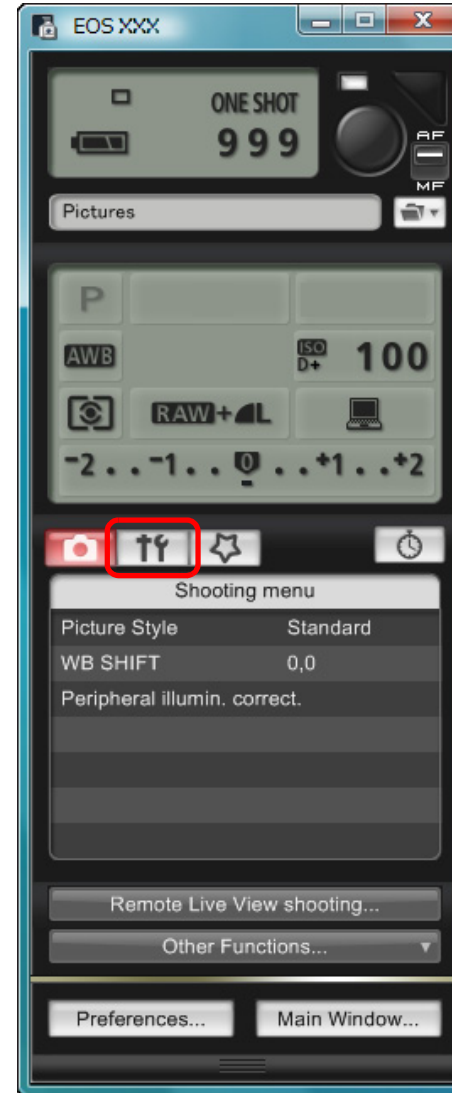 EOS XXX
ONE SHOT
999
AF
MF
Pictures
P
AWB
ISO
D+
100
RAW+L
-2..-1..0..+1..+2
Shooting menu
Picture Style Standard
WB SHIFT 0,0
Peripheral illumin. correct.
Remote Live View shooting...
Other Functions...
Preferences... Main Window...